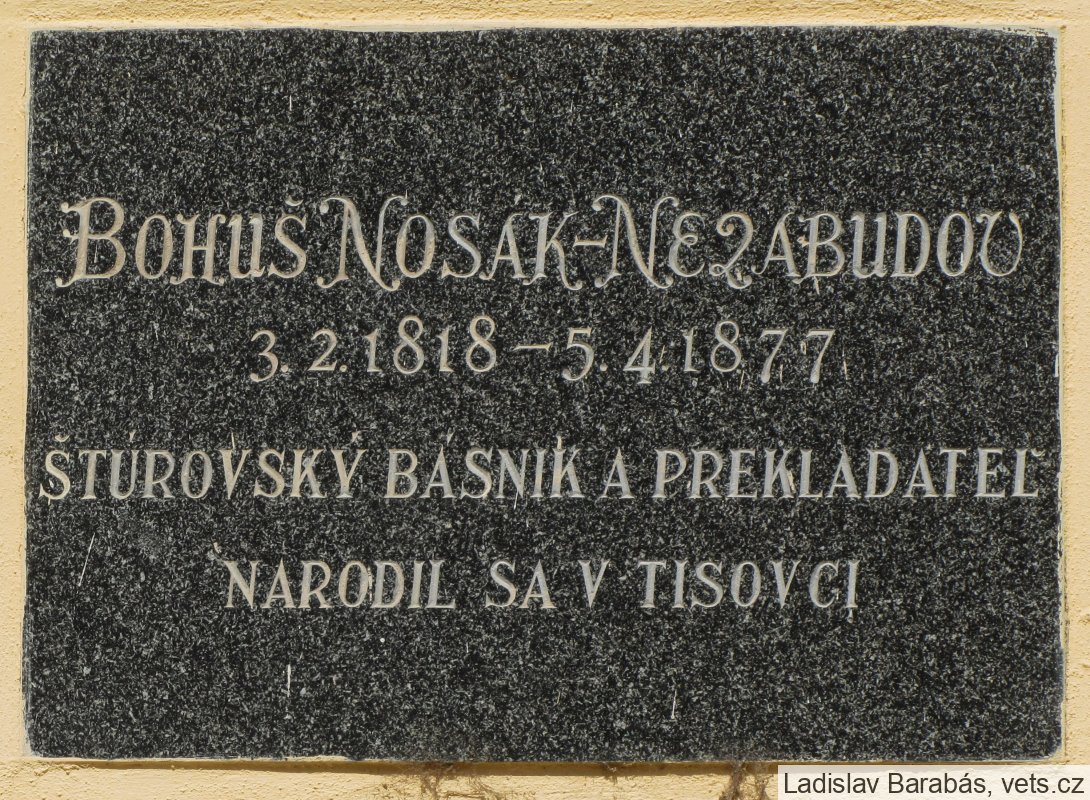 BOHUŠ NOSÁK-NEZABUDOV
3.2.1818 – 5.4.1877
ŠTÚROVSKÝ BÁSNIK A PREKLADATEĽ
NARODIL SA V TISOVCI
Ladislav Barabás, vets.cz